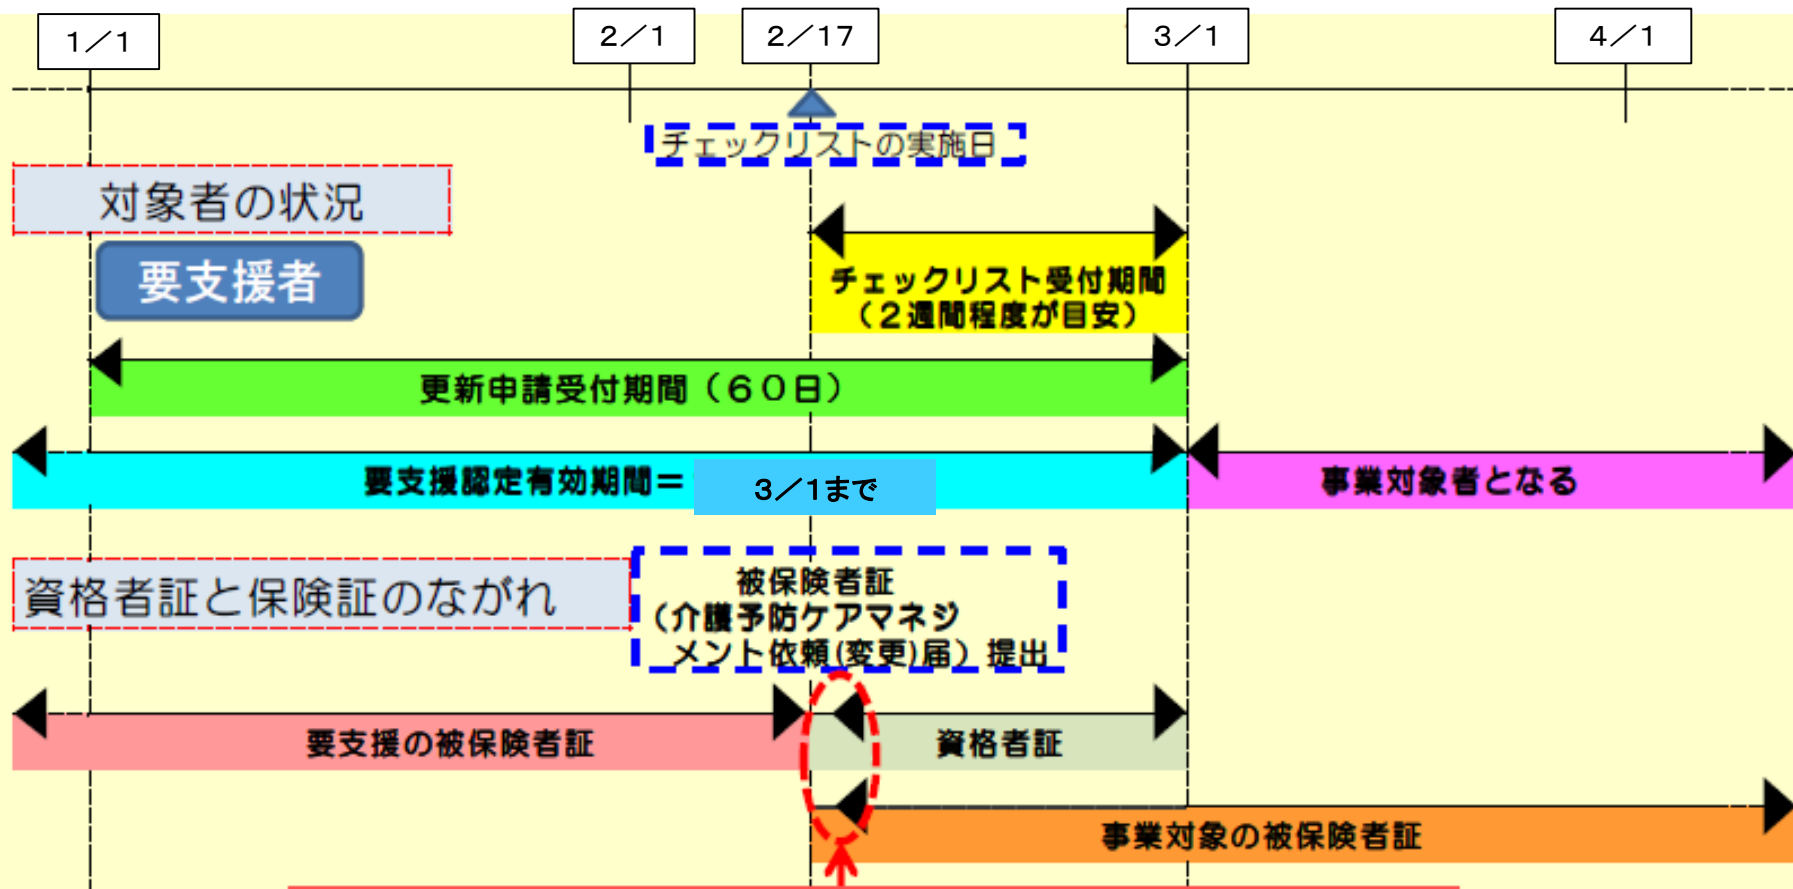 1／1
2／1
2／17
3／1
4／1
チェックリストの実施日
対象者の状況
要支援者
チェックリスト受付期間
（２週間程度が目安）
更新申請受付期間（６０日）
要支援認定有効期間＝
3／1まで
事業対象者となる
資格者証と保険証のながれ
被保険者証
（介護予防ケアマネジ
メント依頼(変更)届）提出
要支援の被保険者証
資格者証
事業対象の被保険者証